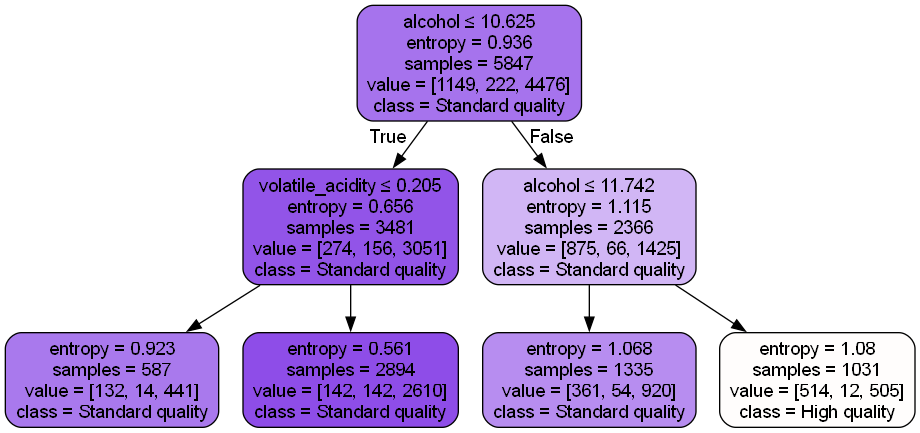 alcohol ≤ 10.625
entropy = 0.936
samples = 5847
value = [1149, 222, 4476]
class = Standard quality
True
False
volatile_acidity ≤ 0.205
entropy = 0.656
samples = 3481
value = [274, 156, 3051]
class = Standard quality
alcohol ≤ 11.742
entropy = 1.115
samples = 2366
value = [875, 66, 1425]
class = Standard quality
entropy = 0.923
samples = 587
value = [132, 14, 441]
class = Standard quality
entropy = 0.561
samples = 2894
value = [142, 142, 2610]
class = Standard quality
entropy = 1.068
samples = 1335
value = [361, 54, 920]
class = Standard quality
entropy = 1.08
samples = 1031
value = [514, 12, 505]
class = High quality